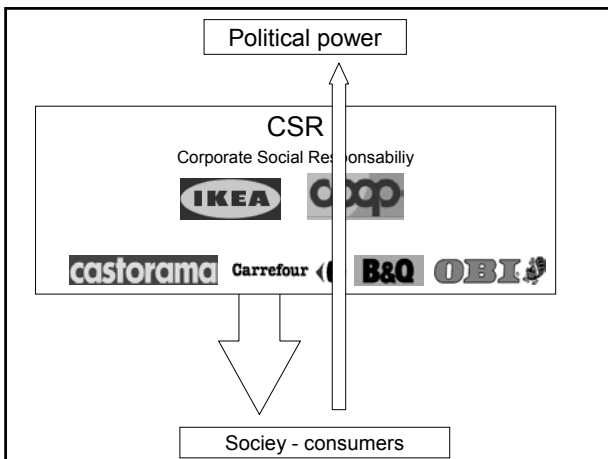 Political power
CSR
Corporate Social Responsabiliy
IKEA coop
castorama Carrefour B&Q OBI
Sociey - consumers